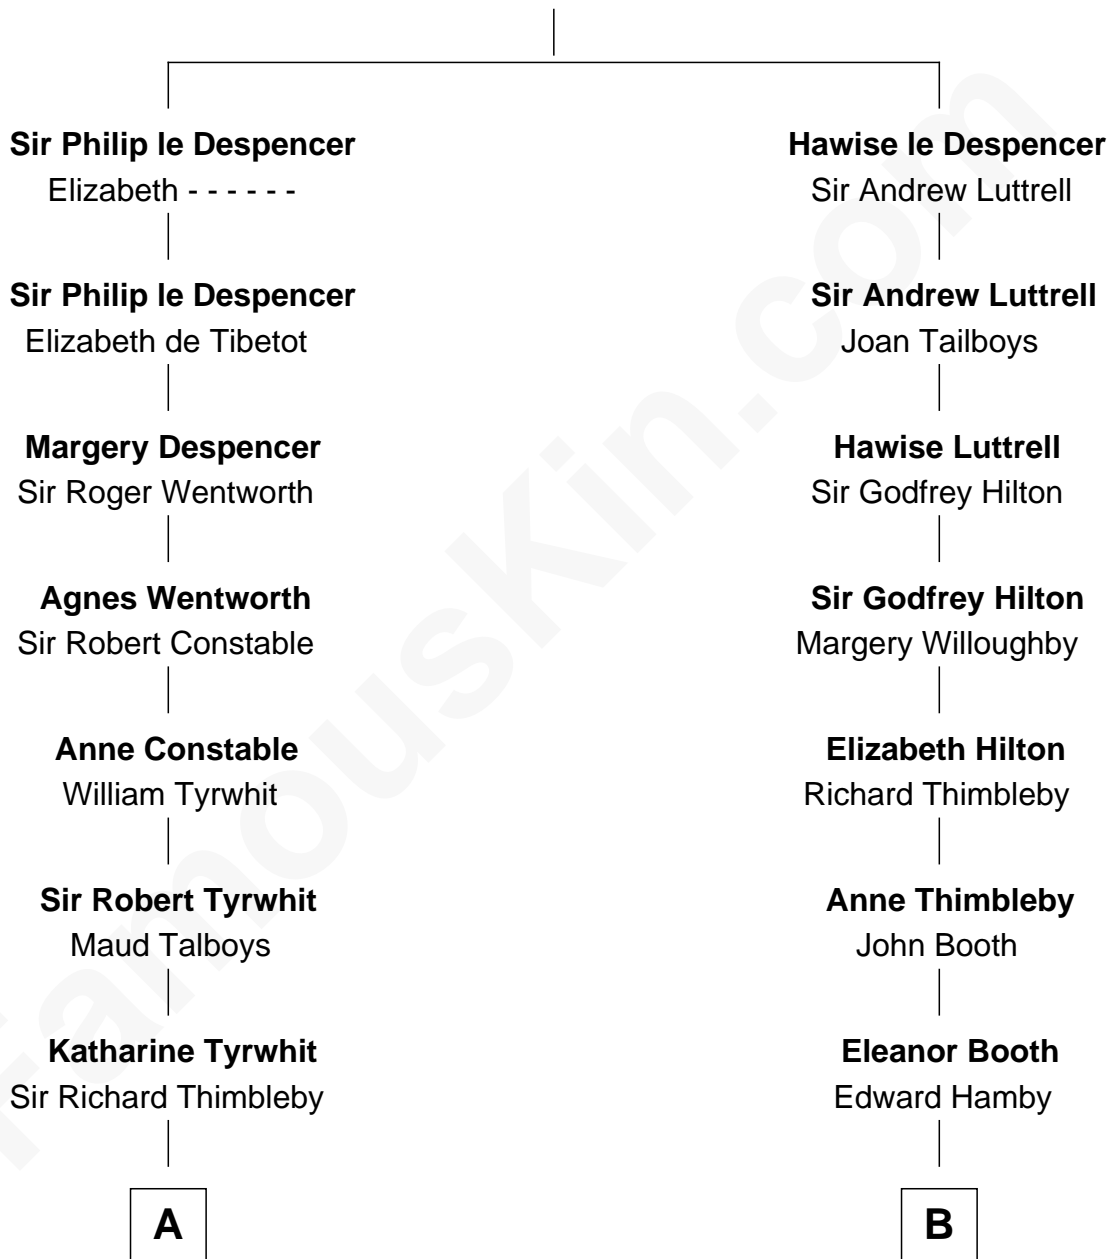 Sir Philip le Despencer
Elizabeth - - - - - -
Sir Philip le Despencer
Elizabeth de Tibetot
Margery Despencer
Sir Roger Wentworth
Agnes Wentworth
Sir Robert Constable
Anne Constable
William Tyrwhit
Sir Robert Tyrwhit
Maud Talboys
Katharine Tyrwhit
Sir Richard Thimbleby
A
Hawise le Despencer
Sir Andrew Luttrell
Sir Andrew Luttrell
Joan Tailboys
Hawise Luttrell
Sir Godfrey Hilton
Sir Godfrey Hilton
Margery Willoughby
Elizabeth Hilton
Richard Thimbleby
Anne Thimbleby
John Booth
Eleanor Booth
Edward Hamby
B
FamousKin.com